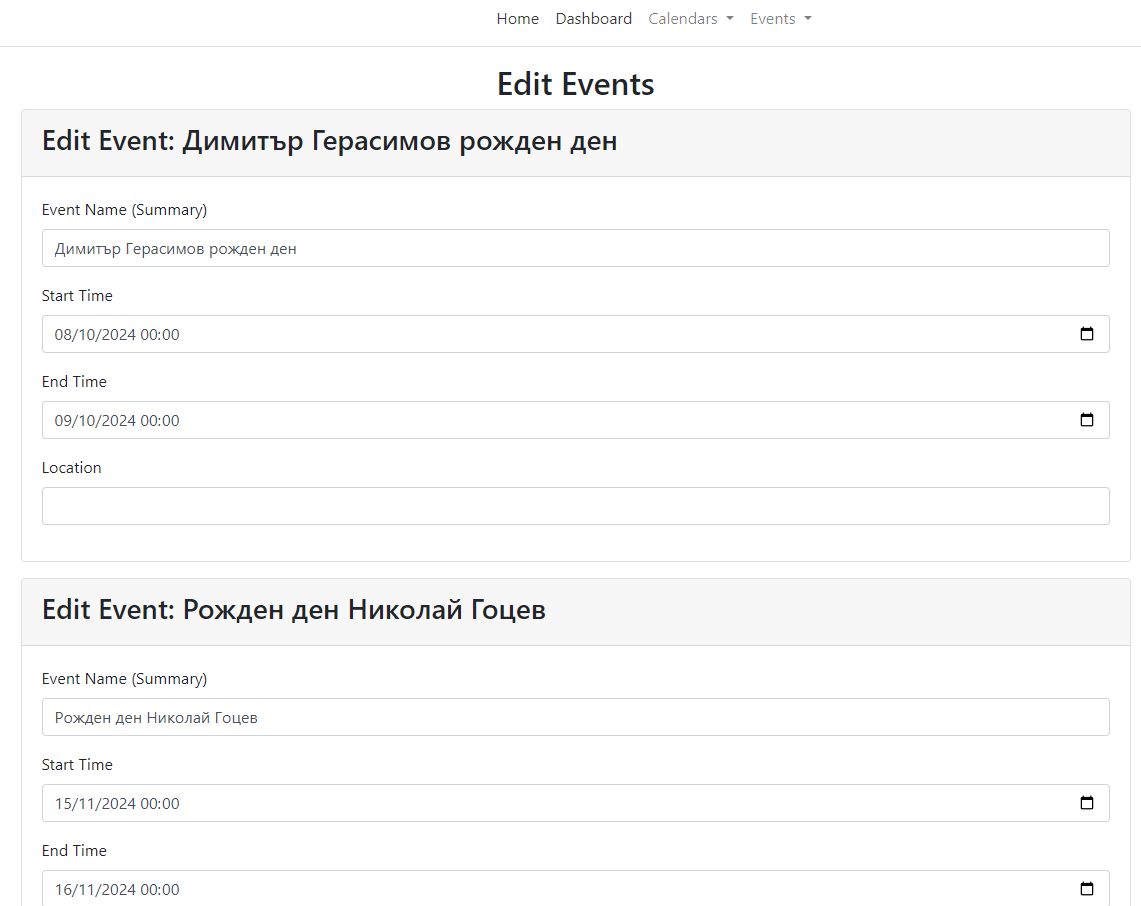 Home Dashboard Calendars Events
Edit Events
Edit Event: Димитър Герасимов рожден ден
Event Name (Summary)
Димитър Герасимов рожден ден
Start Time
08/10/2024 00:00
End Time
09/10/2024 00:00
Location
Edit Event: Рожден ден Николай Гоцев
Event Name (Summary)
Рожден ден Николай Гоцев
Start Time
15/11/2024 00:00
End Time
16/11/2024 00:00